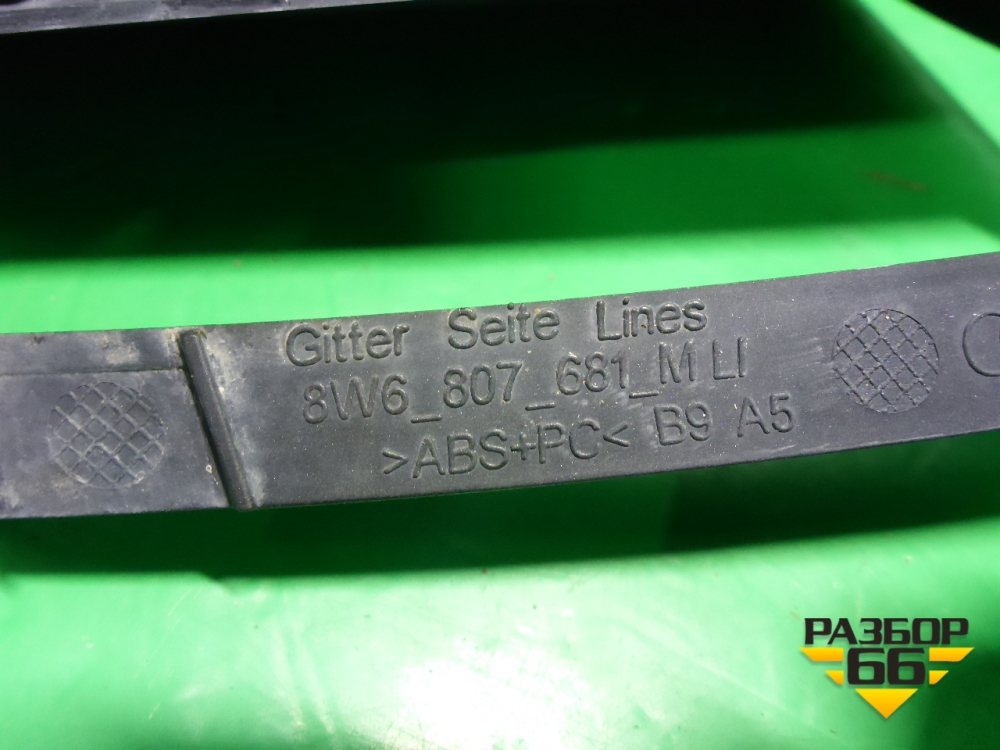 Gitter Seite Lines
8W6_807_681_M LI
>ABS+PC< B9 A5
РАЗБОР
66